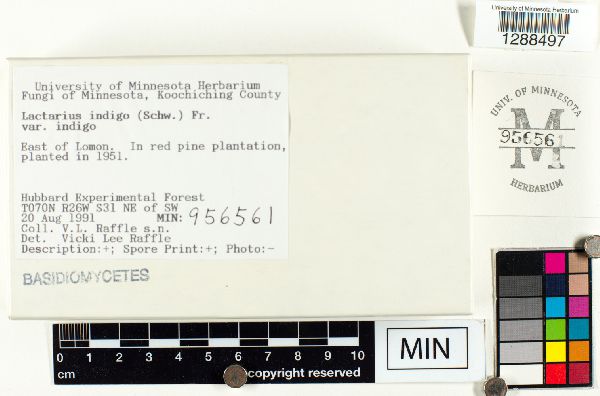 University of Minnesota Herbarium
1288497
University of Minnesota Herbarium
Fungi of Minnesota, Koochiching County
Lactarius indigo (Schw.) Fr.
var. indigo
East of Lomon. In red pine plantation,
planted in 1951.
Hubbard Experimental Forest
T070N R26W S31 NE of SW
20 Aug 1991 MIN: 956561
Coll. V.L. Raffle s.n.
Det. Vicki Lee Raffle
Description:+; Spore Print:+; Photo:-
BASIDIOMYCETES
UNIV. OF MINNESOTA
M
956561
HERBARIUM
0 1 2 3 4 5 6 7 8 9 10
cm copyright reserved
MIN